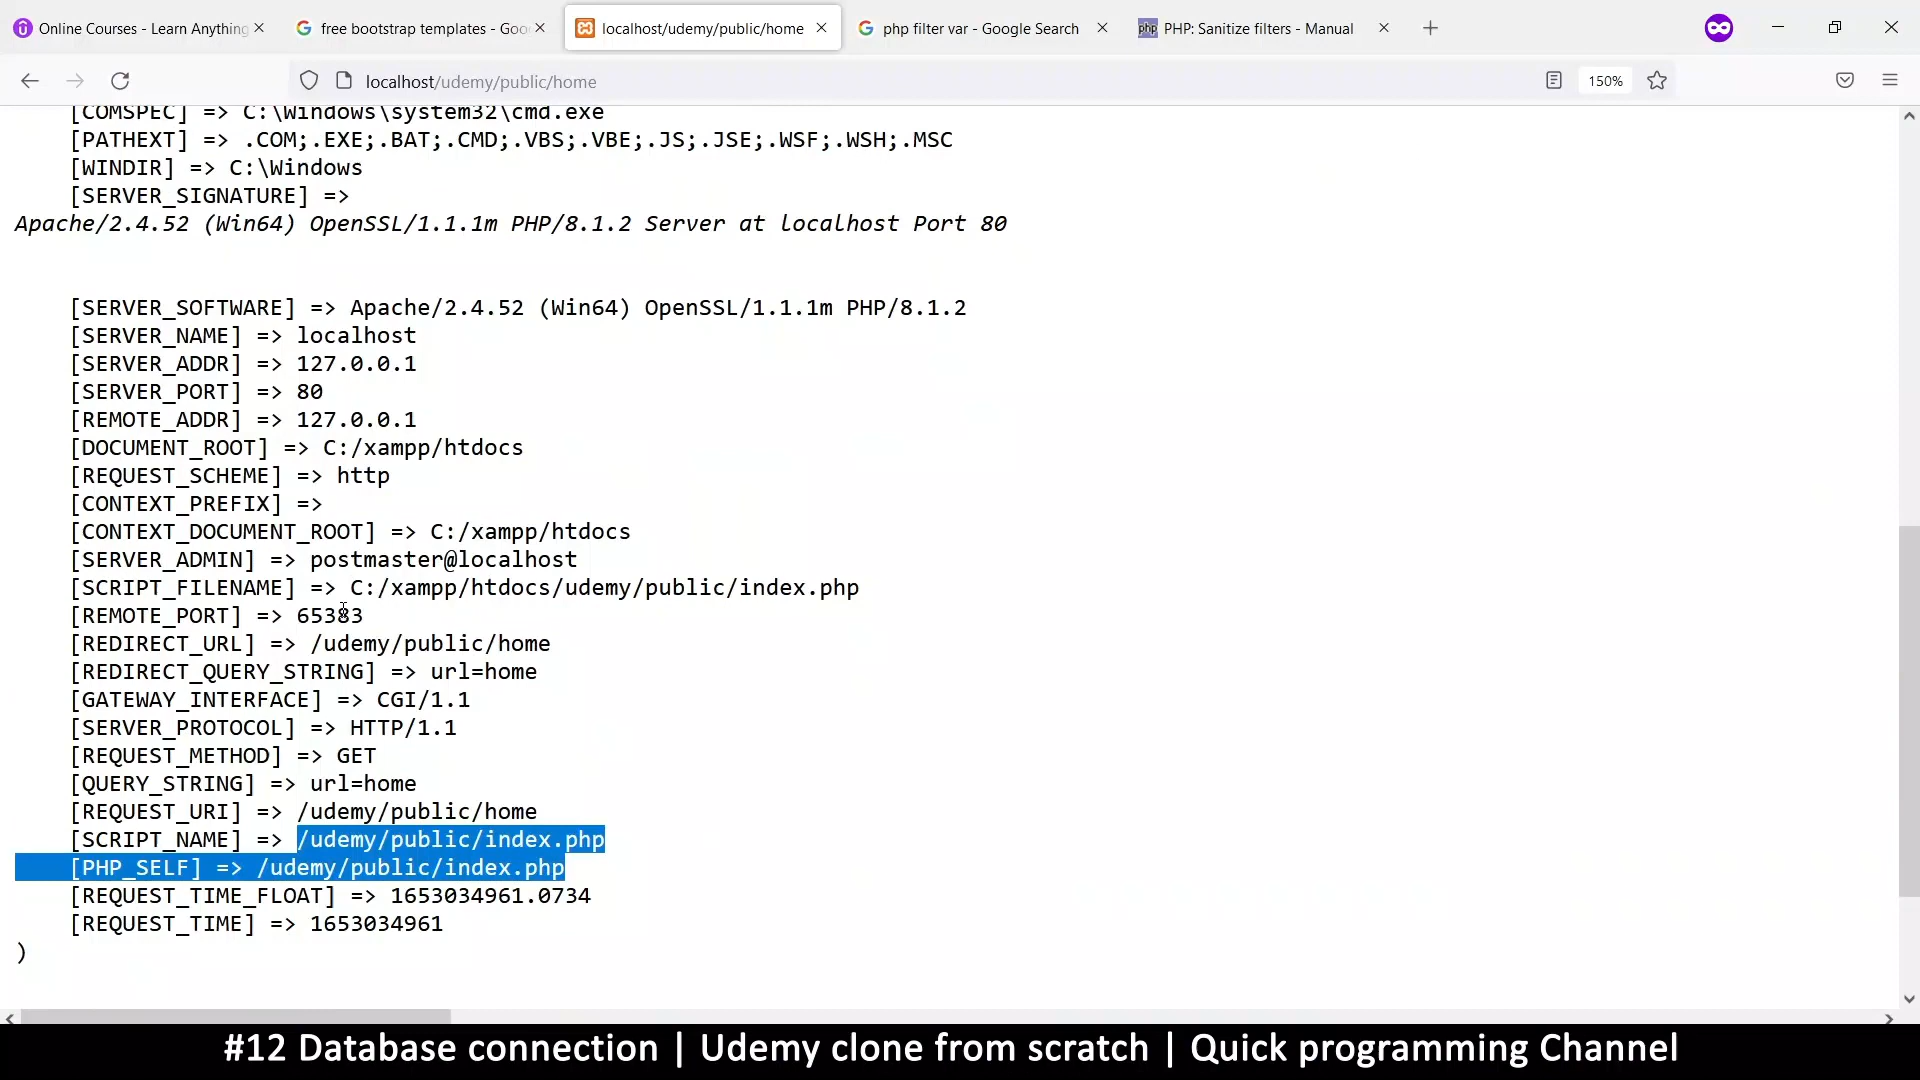 Online Courses - Learn Anything
free bootstrap templates - Goo
localhost/udemy/public/home
php filter var - Google Search
php PHP: Sanitize filters - Manual
localhost/udemy/public/home
150%
[COMSPEC] => C:\Windows\system32\cmd.exe
[PATHEXT] => .COM;.EXE;.BAT;.CMD;.VBS;.VBE;.JS;.JSE;.WSF;.WSH;.MSC
[WINDIR] => C:\Windows
[SERVER_SIGNATURE] =>
Apache/2.4.52 (Win64) OpenSSL/1.1.1m PHP/8.1.2 Server at localhost Port 80
[SERVER_SOFTWARE] => Apache/2.4.52 (Win64) OpenSSL/1.1.1m PHP/8.1.2
[SERVER_NAME] => localhost
[SERVER_ADDR] => 127.0.0.1
[SERVER_PORT] => 80
[REMOTE_ADDR] => 127.0.0.1
[DOCUMENT_ROOT] => C:/xampp/htdocs
[REQUEST_SCHEME] => http
[CONTEXT_PREFIX] =>
[CONTEXT_DOCUMENT_ROOT] => C:/xampp/htdocs
[SERVER_ADMIN] => postmaster@localhost
[SCRIPT_FILENAME] => C:/xampp/htdocs/udemy/public/index.php
[REMOTE_PORT] => 65383
[REDIRECT_URL] => /udemy/public/home
[REDIRECT_QUERY_STRING] => url=home
[GATEWAY_INTERFACE] => CGI/1.1
[SERVER_PROTOCOL] => HTTP/1.1
[REQUEST_METHOD] => GET
[QUERY_STRING] => url=home
[REQUEST_URI] => /udemy/public/home
[SCRIPT_NAME] => /udemy/public/index.php
[PHP_SELF] => /udemy/public/index.php
[REQUEST_TIME_FLOAT] => 1653034961.0734
[REQUEST_TIME] => 1653034961
)
#12 Database connection | Udemy clone from scratch | Quick programming Channel